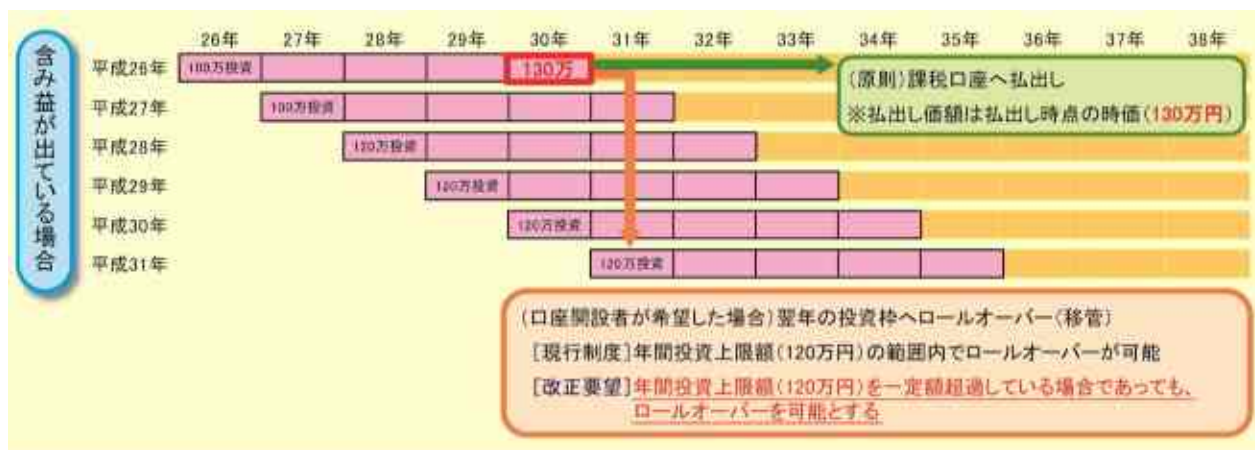 含み益が出ている場合
26年 27年 28年 29年 30年 31年 32年 33年 34年 35年 36年 37年 38年
平成26年 100万投資 130万
(原則)課税口座へ払出し
※払出し価額は払出し時点の時価(130万円)
平成27年 100万投資
平成28年 120万投資
平成29年 120万投資
平成30年 120万投資
平成31年 120万投資
(口座開設者が希望した場合)翌年の投資枠へロールオーバー(移管)
[現行制度]年間投資上限額(120万円)の範囲内でロールオーバーが可能
[改正要望]年間投資上限額(120万円)を一定額超過している場合であっても、
ロールオーバーを可能とする